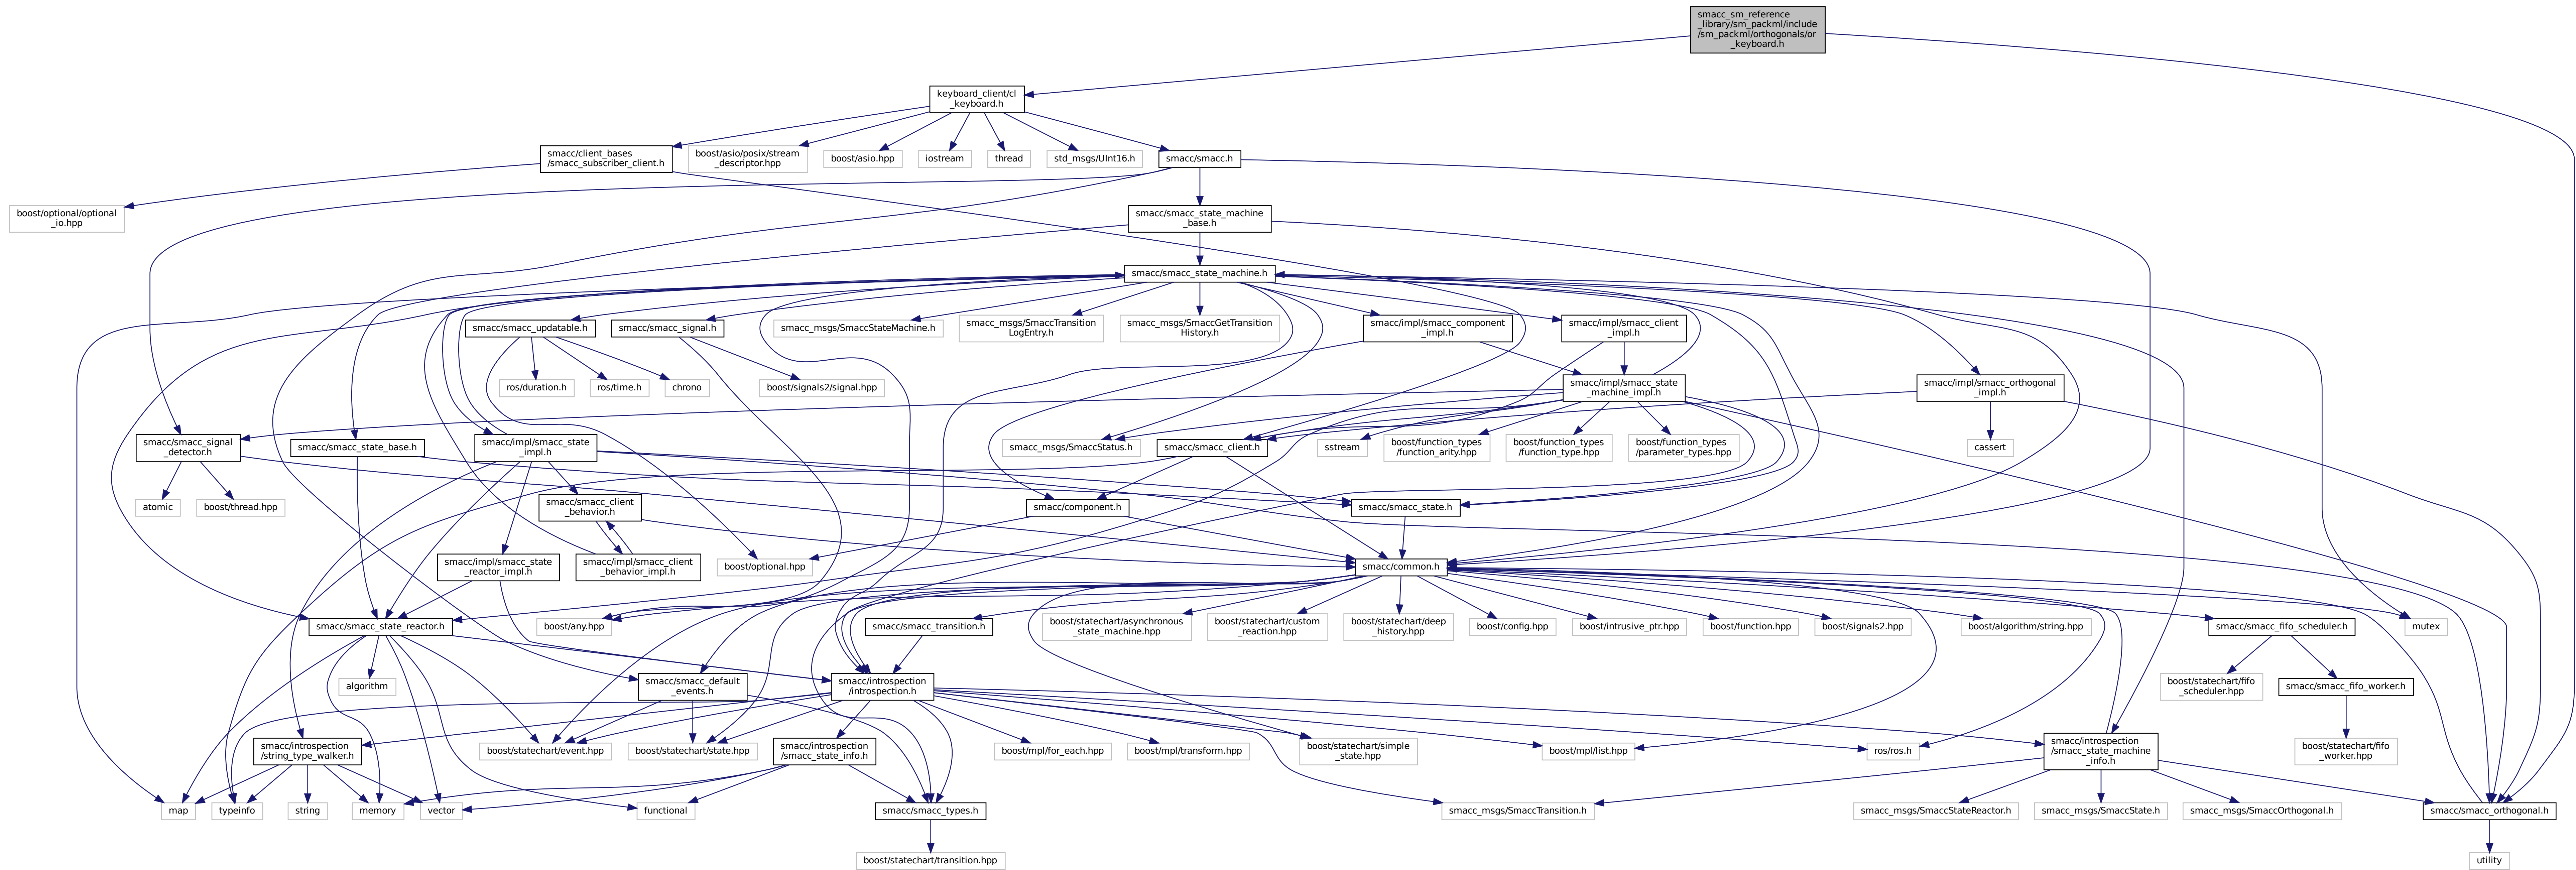 smacc_sm_reference
_library/sm_packml/include
/sm_packml/orthogonals/or
_keyboard.h
keyboard_client/cl
_keyboard.h
smacc/client_bases
/smacc_subscriber_client.h
boost/asio/posix/stream
_descriptor.hpp
boost/asio.hpp
iostream
thread
std_msgs/UInt16.h
smacc/smacc.h
boost/optional/optional
_io.hpp
smacc/smacc_state_machine
_base.h
smacc/smacc_state_machine.h
smacc/smacc_updatable.h
smacc/smacc_signal.h
smacc_msgs/SmaccStateMachine.h
smacc_msgs/SmaccTransition
LogEntry.h
smacc_msgs/SmaccGetTransition
History.h
smacc/impl/smacc_component
_impl.h
smacc/impl/smacc_client
_impl.h
ros/duration.h
ros/time.h
chrono
boost/signals2/signal.hpp
smacc/impl/smacc_state
_machine_impl.h
smacc/impl/smacc_orthogonal
_impl.h
smacc/smacc_signal
_detector.h
smacc/smacc_state_base.h
smacc/impl/smacc_state
_impl.h
smacc_msgs/SmaccStatus.h
smacc/smacc_client.h
sstream
boost/function_types
/function_arity.hpp
boost/function_types
/function_type.hpp
boost/function_types
/parameter_types.hpp
cassert
atomic
boost/thread.hpp
smacc/smacc_client
_behavior.h
smacc/component.h
smacc/smacc_state.h
smacc/impl/smacc_state
_reactor_impl.h
smacc/impl/smacc_client
_behavior_impl.h
boost/optional.hpp
smacc/common.h
smacc/smacc_state_reactor.h
boost/any.hpp
smacc/smacc_transition.h
boost/statechart/asynchronous
_state_machine.hpp
boost/statechart/custom
_reaction.hpp
boost/statechart/deep
_history.hpp
boost/config.hpp
boost/intrusive_ptr.hpp
boost/function.hpp
boost/signals2.hpp
boost/algorithm/string.hpp
smacc/smacc_fifo_scheduler.h
mutex
algorithm
smacc/smacc_default
_events.h
smacc/introspection
/introspection.h
boost/statechart/fifo
_scheduler.hpp
smacc/smacc_fifo_worker.h
smacc/introspection
/string_type_walker.h
boost/statechart/event.hpp
boost/statechart/state.hpp
smacc/introspection
/smacc_state_info.h
boost/mpl/for_each.hpp
boost/mpl/transform.hpp
boost/statechart/simple
_state.hpp
boost/mpl/list.hpp
ros/ros.h
smacc/introspection
/smacc_state_machine
_info.h
boost/statechart/fifo
_worker.hpp
map
typeinfo
string
memory
vector
functional
smacc/smacc_types.h
smacc_msgs/SmaccTransition.h
smacc_msgs/SmaccStateReactor.h
smacc_msgs/SmaccState.h
smacc_msgs/SmaccOrthogonal.h
smacc/smacc_orthogonal.h
boost/statechart/transition.hpp
utility